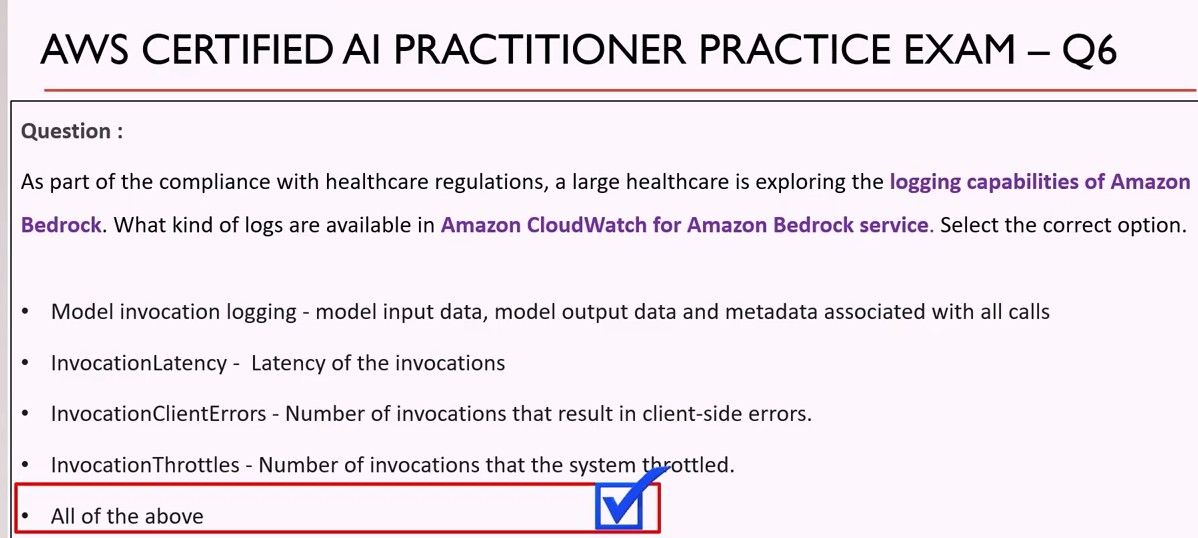 AWS CERTIFIED AI PRACTITIONER PRACTICE EXAM – Q6
Question :
As part of the compliance with healthcare regulations, a large healthcare is exploring the logging capabilities of Amazon
Bedrock. What kind of logs are available in Amazon CloudWatch for Amazon Bedrock service. Select the correct option.
• Model invocation logging - model input data, model output data and metadata associated with all calls
• InvocationLatency - Latency of the invocations
• InvocationClientErrors - Number of invocations that result in client-side errors.
• InvocationThrottles - Number of invocations that the system throttled.
• All of the above